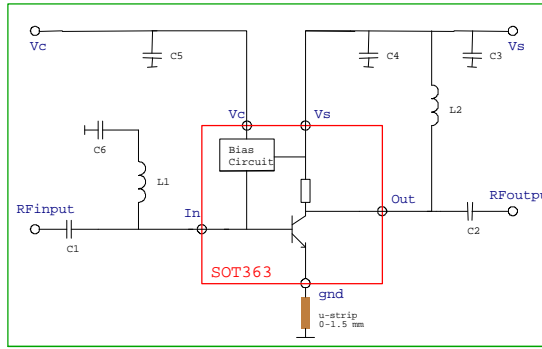 Vc
C5
C4
C3
Vs
Vc
Vs
L2
C6
Bias
Circuit
L1
RFinput
In
Out
RFoutput
C1
C2
SOT363
gnd
u-strip
0-1.5 mm